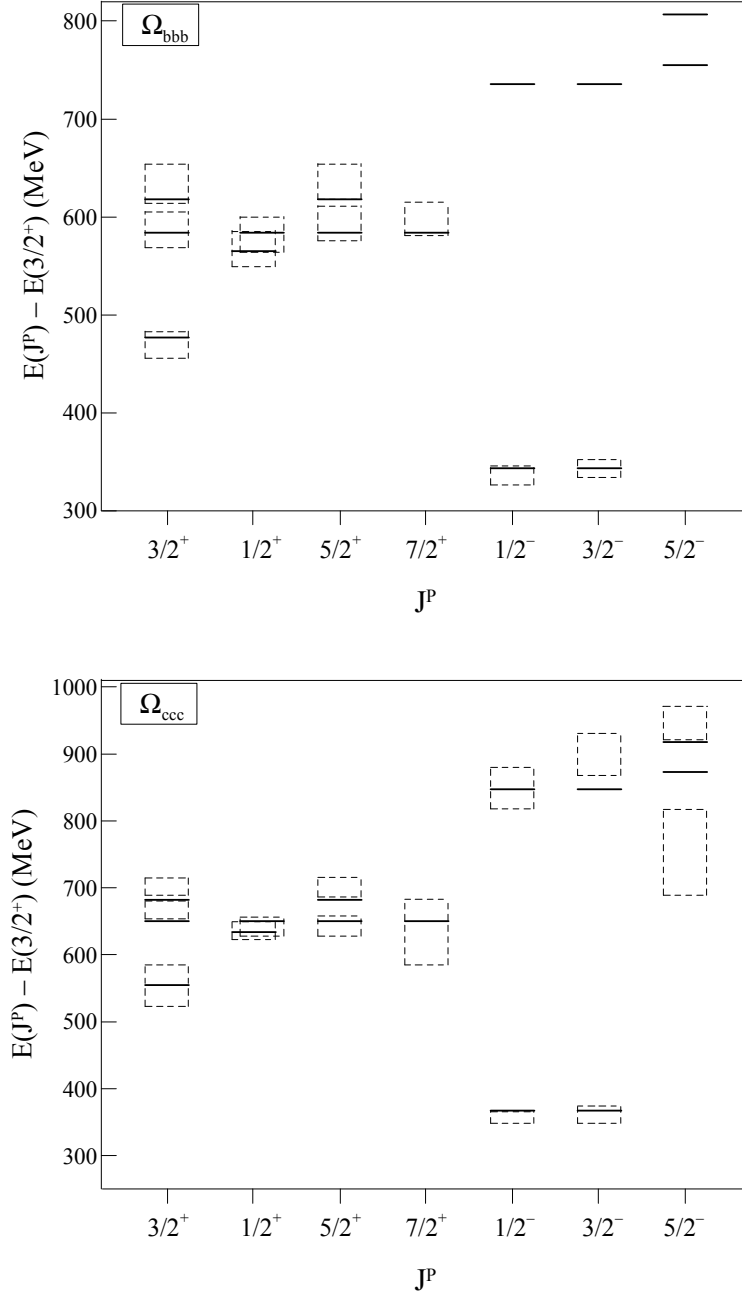 Ω_bbb
E(J^P) – E(3/2⁺) (MeV)
800
700
600
500
400
300
3/2⁺ 1/2⁺ 5/2⁺ 7/2⁺ 1/2⁻ 3/2⁻ 5/2⁻
J^P
Ω_ccc
E(J^P) – E(3/2⁺) (MeV)
1000
900
800
700
600
500
400
300
3/2⁺ 1/2⁺ 5/2⁺ 7/2⁺ 1/2⁻ 3/2⁻ 5/2⁻
J^P